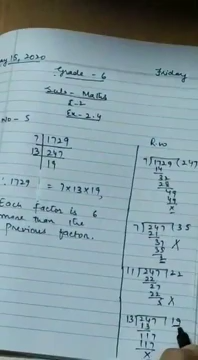 May 15, 2020
Friday
Grade - 6
Sub:- Maths
Ex - 2.4
No - 5
7 | 1729
13 | 247
19
∴ 1729 = 7×13×19,
Each factor is 6
more than the
previous factor.
R.W
7) 1729 (247
14
32
28
49
49
x
7) 247 (35
21
37
35
2
X
11) 247 (22
22
27
22
5
X
13) 247 (19
13
117
117
x